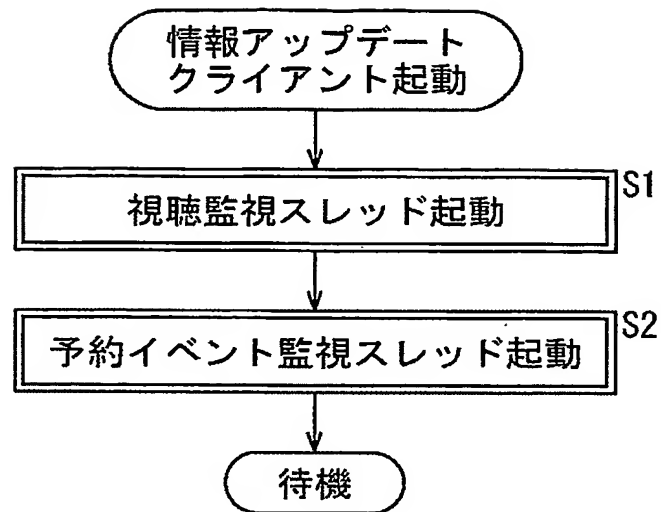 情報アップデート
クライアント起動
視聴監視スレッド起動
S1
予約イベント監視スレッド起動
S2
待機